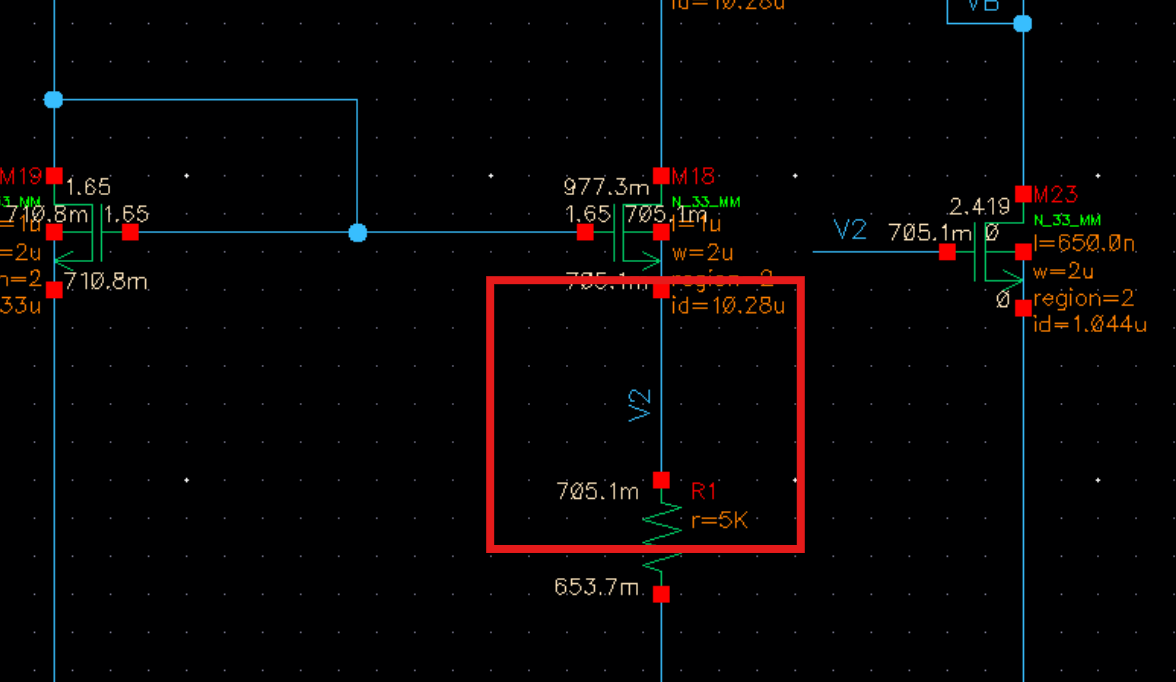 id=10.28u
VB
M19
1.65
710.8m
1.65
l=1u
=2u
n=2
710.8m
33u
977.3m
M18
N_33_MM
1.65
705.1m
l=1u
w=2u
705.1m
region=2
id=10.28u
V2
705.1m
R1
r=5K
653.7m
M23
2.419
N_33_MM
V2
705.1m
0
l=650.0n
w=2u
0
region=2
id=1.044u